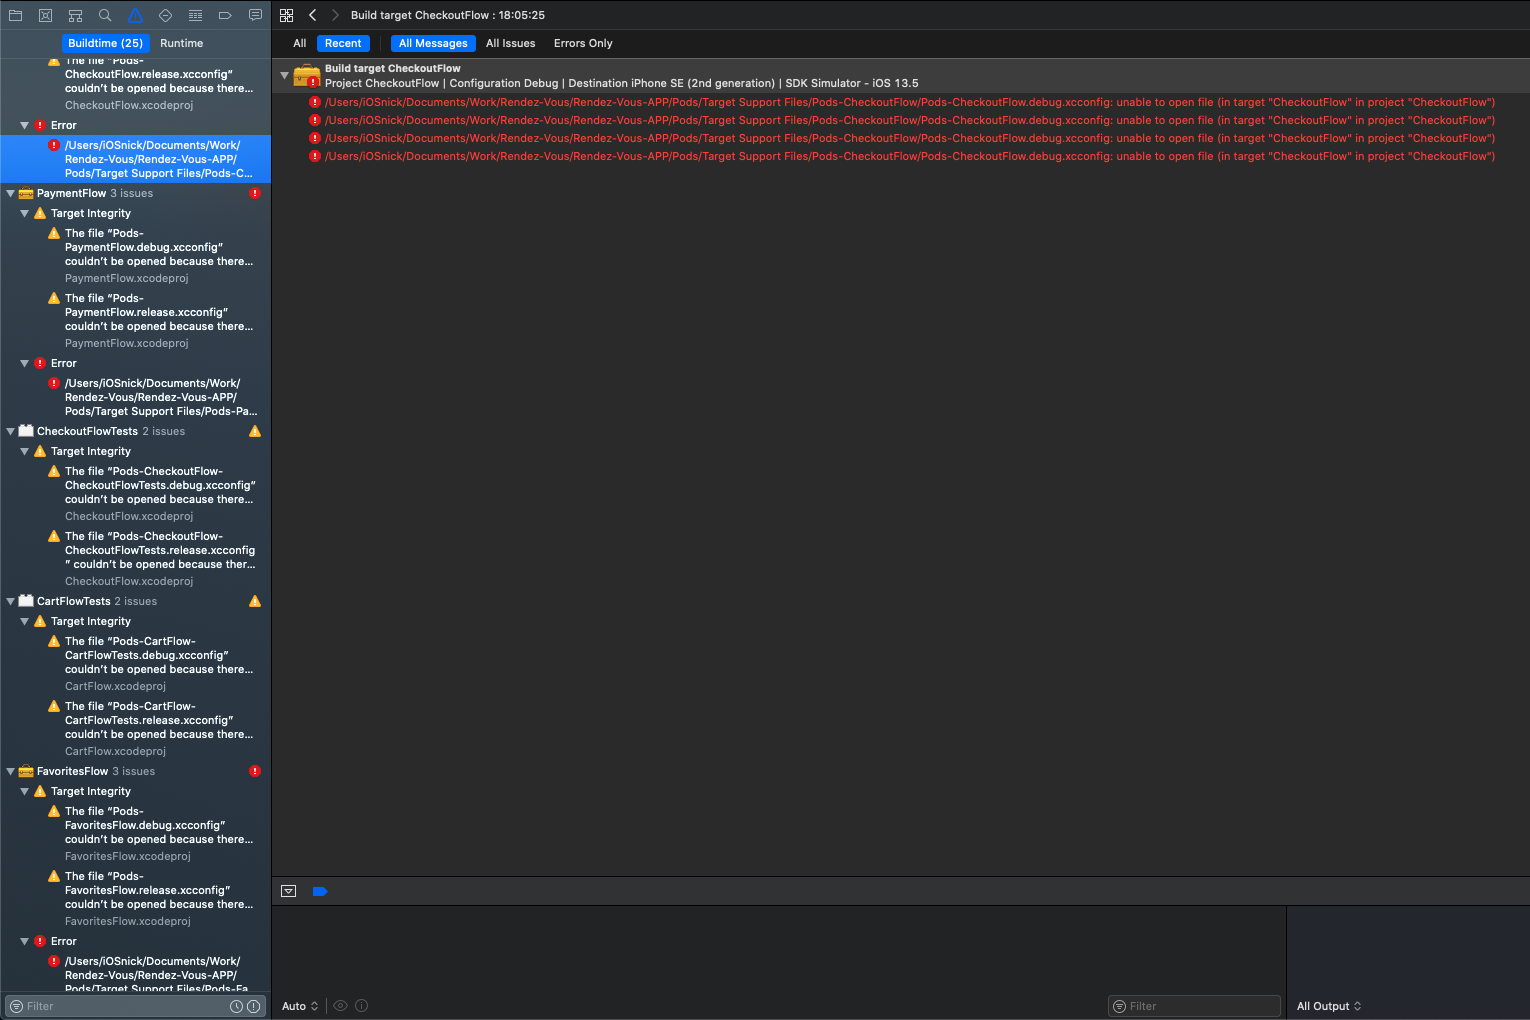 Build target CheckoutFlow : 18:05:25
Buildtime (25) Runtime
All Recent All Messages All Issues Errors Only
The file “Pods-
CheckoutFlow.release.xcconfig”
couldn’t be opened because there...
CheckoutFlow.xcodeproj
Error
/Users/iOSnick/Documents/Work/
Rendez-Vous/Rendez-Vous-APP/
Pods/Target Support Files/Pods-C...
PaymentFlow 3 issues
Target Integrity
The file “Pods-
PaymentFlow.debug.xcconfig”
couldn’t be opened because there...
PaymentFlow.xcodeproj
The file “Pods-
PaymentFlow.release.xcconfig”
couldn’t be opened because there...
PaymentFlow.xcodeproj
Error
/Users/iOSnick/Documents/Work/
Rendez-Vous/Rendez-Vous-APP/
Pods/Target Support Files/Pods-Pa...
CheckoutFlowTests 2 issues
Target Integrity
The file “Pods-CheckoutFlow-
CheckoutFlowTests.debug.xcconfig”
couldn’t be opened because there...
CheckoutFlow.xcodeproj
The file “Pods-CheckoutFlow-
CheckoutFlowTests.release.xcconfig
” couldn’t be opened because ther...
CheckoutFlow.xcodeproj
CartFlowTests 2 issues
Target Integrity
The file “Pods-CartFlow-
CartFlowTests.debug.xcconfig”
couldn’t be opened because there...
CartFlow.xcodeproj
The file “Pods-CartFlow-
CartFlowTests.release.xcconfig”
couldn’t be opened because there...
CartFlow.xcodeproj
FavoritesFlow 3 issues
Target Integrity
The file “Pods-
FavoritesFlow.debug.xcconfig”
couldn’t be opened because there...
FavoritesFlow.xcodeproj
The file “Pods-
FavoritesFlow.release.xcconfig”
couldn’t be opened because there...
FavoritesFlow.xcodeproj
Error
/Users/iOSnick/Documents/Work/
Rendez-Vous/Rendez-Vous-APP/
Pods/Target Support Files/Pods-Fa...
Filter
Build target CheckoutFlow
Project CheckoutFlow | Configuration Debug | Destination iPhone SE (2nd generation) | SDK Simulator - iOS 13.5
/Users/iOSnick/Documents/Work/Rendez-Vous/Rendez-Vous-APP/Pods/Target Support Files/Pods-CheckoutFlow/Pods-CheckoutFlow.debug.xcconfig: unable to open file (in target "CheckoutFlow" in project "CheckoutFlow")
/Users/iOSnick/Documents/Work/Rendez-Vous/Rendez-Vous-APP/Pods/Target Support Files/Pods-CheckoutFlow/Pods-CheckoutFlow.debug.xcconfig: unable to open file (in target "CheckoutFlow" in project "CheckoutFlow")
/Users/iOSnick/Documents/Work/Rendez-Vous/Rendez-Vous-APP/Pods/Target Support Files/Pods-CheckoutFlow/Pods-CheckoutFlow.debug.xcconfig: unable to open file (in target "CheckoutFlow" in project "CheckoutFlow")
/Users/iOSnick/Documents/Work/Rendez-Vous/Rendez-Vous-APP/Pods/Target Support Files/Pods-CheckoutFlow/Pods-CheckoutFlow.debug.xcconfig: unable to open file (in target "CheckoutFlow" in project "CheckoutFlow")
Auto Filter All Output